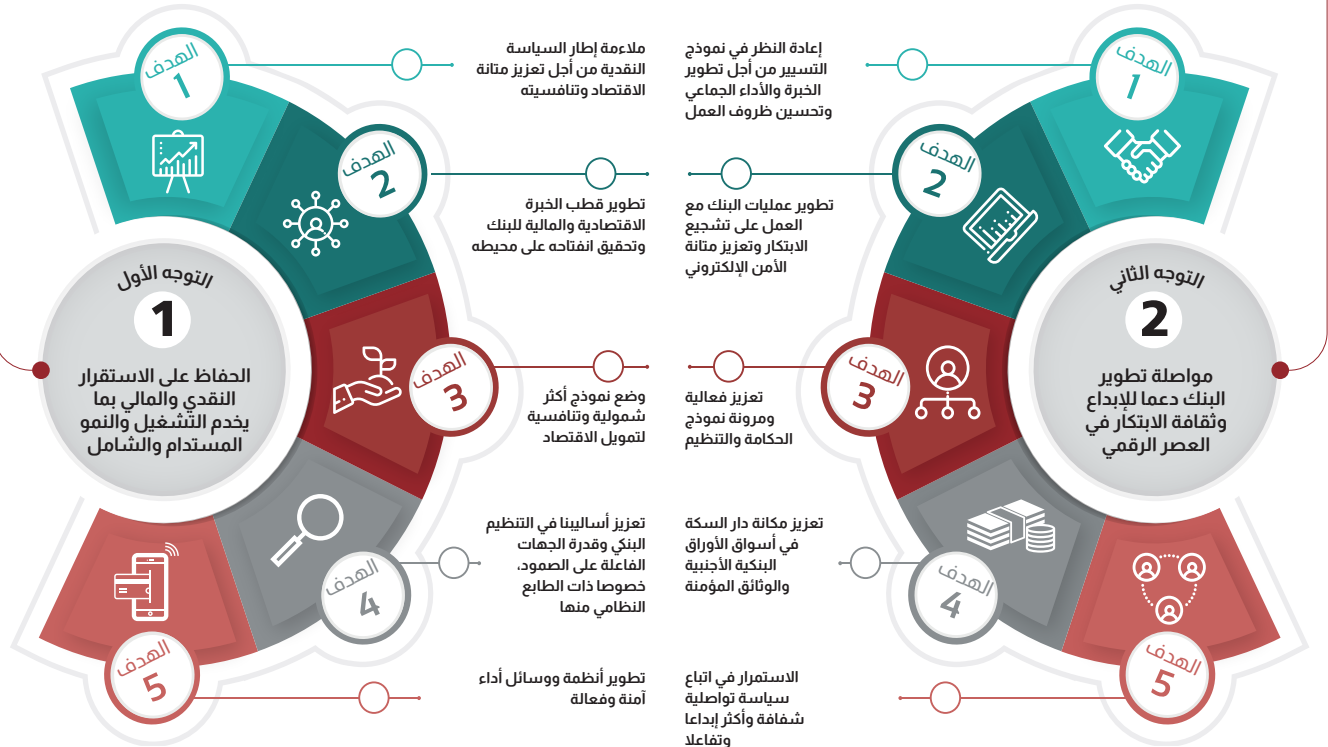 التوجه الأول
1
الحفاظ على الاستقرار
النقدي والمالي بما
يخدم التشغيل والنمو
المستدام والشامل
الهدف
1
ملاءمة إطار السياسة
النقدية من أجل تعزيز متانة
الاقتصاد وتنافسيته
الهدف
2
تطوير قطب الخبرة
الاقتصادية والمالية للبنك
وتحقيق انفتاحه على محيطه
الهدف
3
وضع نموذج أكثر
شمولية وتنافسية
لتمويل الاقتصاد
الهدف
4
تعزيز أساليبنا في التنظيم
البنكي وقدرة الجهات
الفاعلة على الصمود،
خصوصا ذات الطابع
النظامي منها
الهدف
5
تطوير أنظمة ووسائل أداء
آمنة وفعالة
التوجه الثاني
2
مواصلة تطوير
البنك دعما للإبداع
وثقافة الابتكار في
العصر الرقمي
الهدف
1
إعادة النظر في نموذج
التسيير من أجل تطوير
الخبرة والأداء الجماعي
وتحسين ظروف العمل
الهدف
2
تطوير عمليات البنك مع
العمل على تشجيع
الابتكار وتعزيز متانة
الأمن الإلكتروني
الهدف
3
تعزيز فعالية
ومرونة نموذج
الحكامة والتنظيم
الهدف
4
تعزيز مكانة دار السكة
في أسواق الأوراق
البنكية الأجنبية
والوثائق المؤمنة
الهدف
5
الاستمرار في اتباع
سياسة تواصلية
شفافة وأكثر إبداعا
وتفاعلا